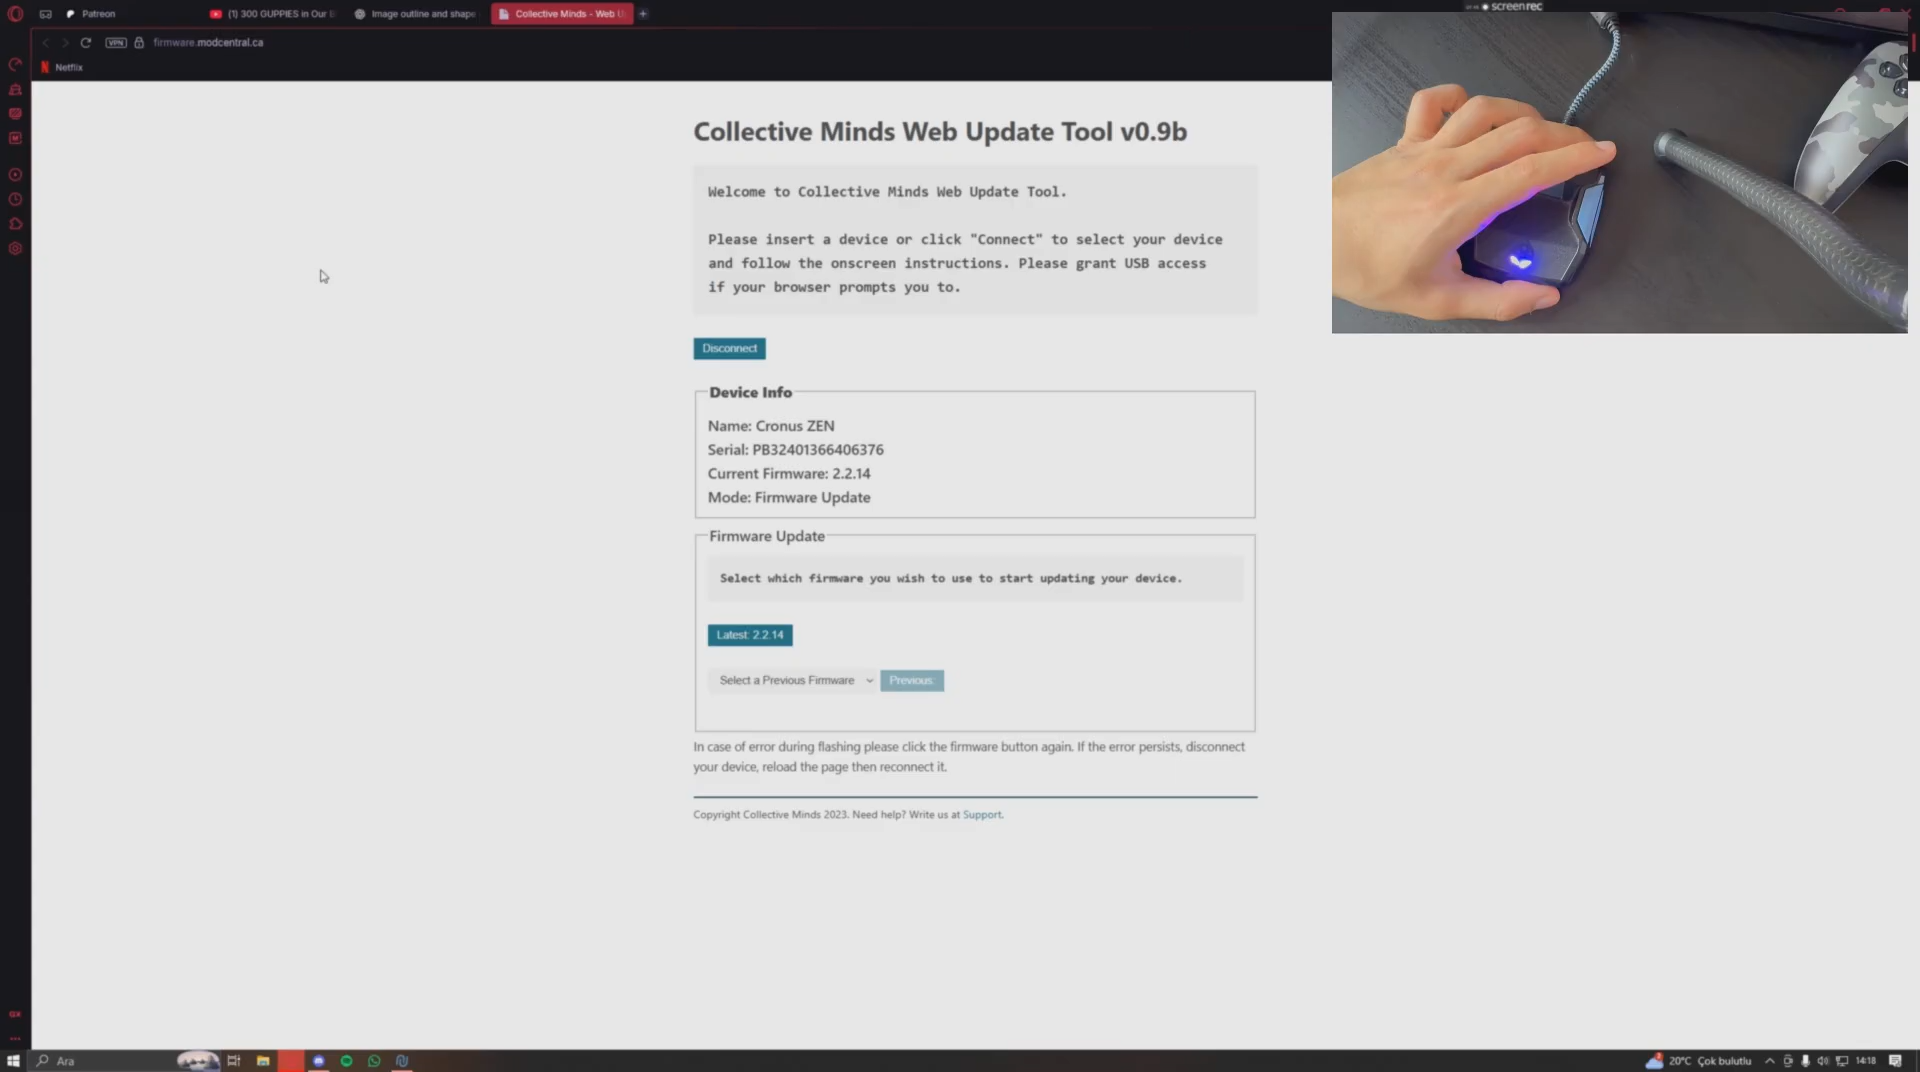 Patreon
(1) 300 GUPPIES in Our
Image outline and shape
Collective Minds - Web U
screenrec
VPN
firmware.modcentral.ca
Netflix
Collective Minds Web Update Tool v0.9b
Welcome to Collective Minds Web Update Tool.
Please insert a device or click "Connect" to select your device
and follow the onscreen instructions. Please grant USB access
if your browser prompts you to.
Disconnect
Device Info
Name: Cronus ZEN
Serial: PB32401366406376
Current Firmware: 2.2.14
Mode: Firmware Update
Firmware Update
Select which firmware you wish to use to start updating your device.
Latest: 2.2.14
Select a Previous Firmware
Previous:
In case of error during flashing please click the firmware button again. If the error persists, disconnect
your device, reload the page then reconnect it.
Copyright Collective Minds 2023. Need help? Write us at Support.
GX
Ara
20°C Çok bulutlu
14:18